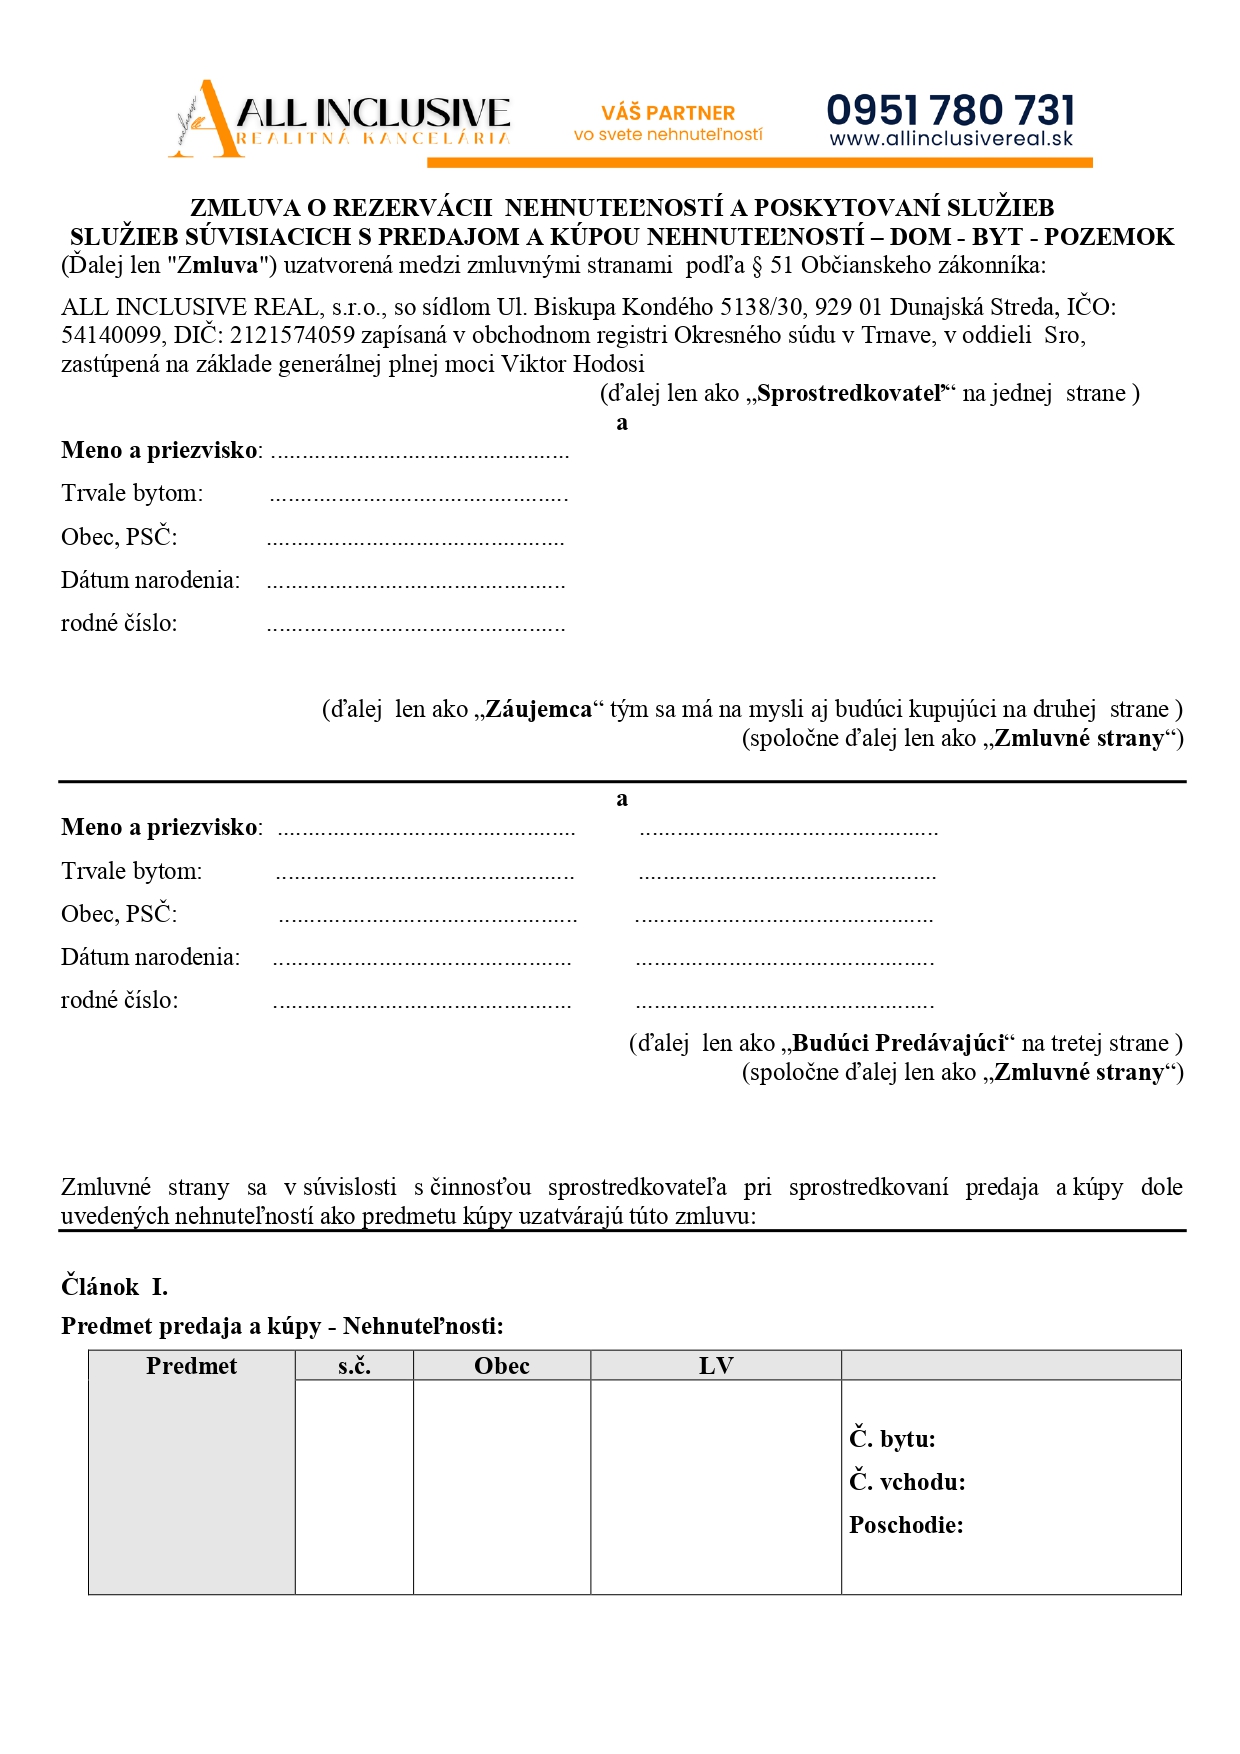 ALL INCLUSIVE
REALITNÁ KANCELÁRIA
VÁŠ PARTNER
vo svete nehnuteľností
0951 780 731
www.allinclusivereal.sk
ZMLUVA O REZERVÁCII NEHNUTEĽNOSTÍ A POSKYTOVANÍ SLUŽIEB
SLUŽIEB SÚVISIACICH S PREDAJOM A KÚPOU NEHNUTEĽNOSTÍ – DOM - BYT - POZEMOK
(Ďalej len "Zmluva") uzatvorená medzi zmluvnými stranami podľa § 51 Občianskeho zákonníka:
ALL INCLUSIVE REAL, s.r.o., so sídlom Ul. Biskupa Kondého 5138/30, 929 01 Dunajská Streda, IČO:
54140099, DIČ: 2121574059 zapísaná v obchodnom registri Okresného súdu v Trnave, v oddieli Sro,
zastúpená na základe generálnej plnej moci Viktor Hodosi
(ďalej len ako „Sprostredkovateľ“ na jednej strane )
a
Meno a priezvisko: ................................................
Trvale bytom: ................................................
Obec, PSČ: ................................................
Dátum narodenia: ................................................
rodné číslo: ................................................
(ďalej len ako „Záujemca“ tým sa má na mysli aj budúci kupujúci na druhej strane )
(spoločne ďalej len ako „Zmluvné strany“)
a
Meno a priezvisko: ................................................ ................................................
Trvale bytom: ................................................ ................................................
Obec, PSČ: ................................................ ................................................
Dátum narodenia: ................................................ ................................................
rodné číslo: ................................................ ................................................
(ďalej len ako „Budúci Predávajúci“ na tretej strane )
(spoločne ďalej len ako „Zmluvné strany“)
Zmluvné strany sa v súvislosti s činnosťou sprostredkovateľa pri sprostredkovaní predaja a kúpy dole
uvedených nehnuteľností ako predmetu kúpy uzatvárajú túto zmluvu:
Článok I.
Predmet predaja a kúpy - Nehnuteľnosti:
Predmet s.č. Obec LV
Č. bytu:
Č. vchodu:
Poschodie: